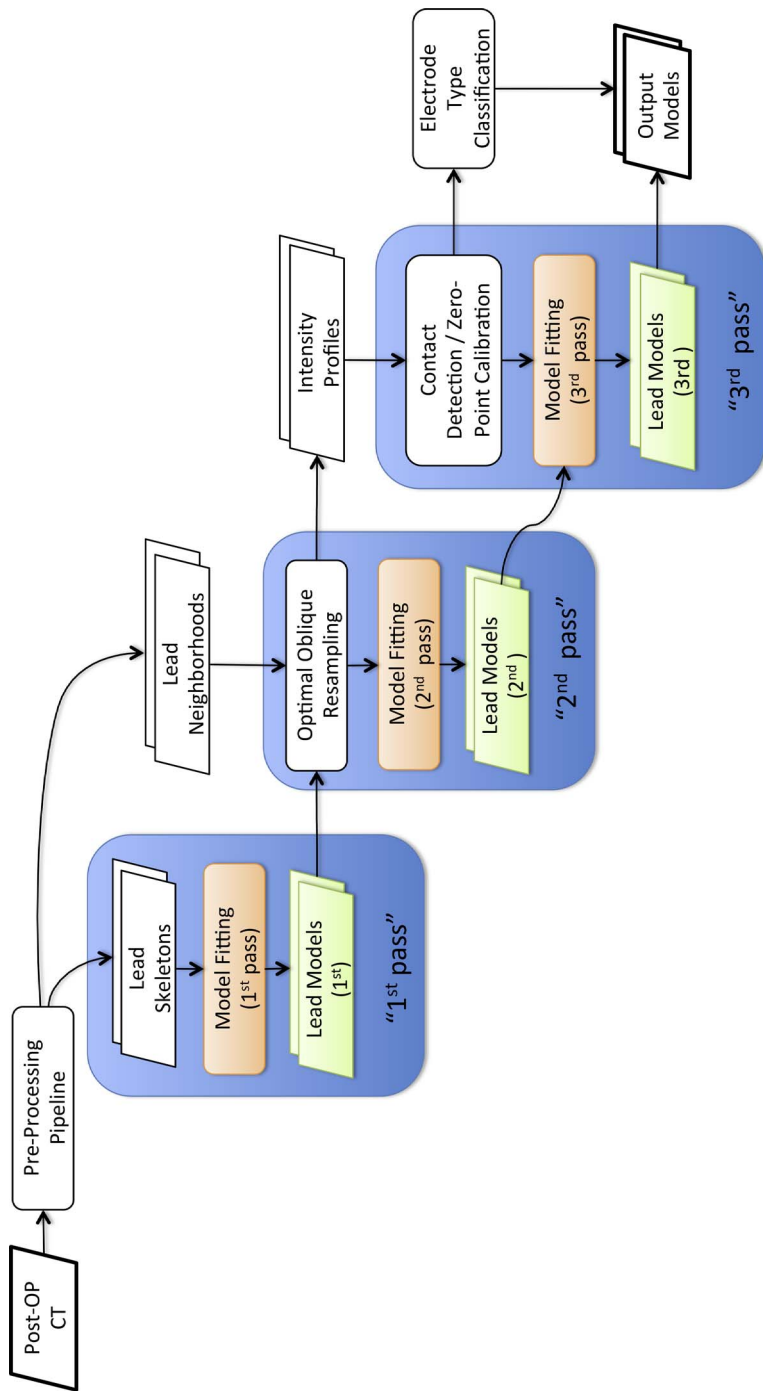 Post-OP
CT
Pre-Processing
Pipeline
Lead
Skeletons
Model Fitting
(1st pass)
Lead Models
(1st)
“1st pass”
Lead
Neighborhoods
Optimal Oblique
Resampling
Model Fitting
(2nd pass)
Lead Models
(2nd )
“2nd pass”
Intensity
Profiles
Contact
Detection / Zero-
Point Calibration
Model Fitting
(3rd pass)
Lead Models
(3rd )
“3rd pass”
Electrode
Type
Classification
Output
Models